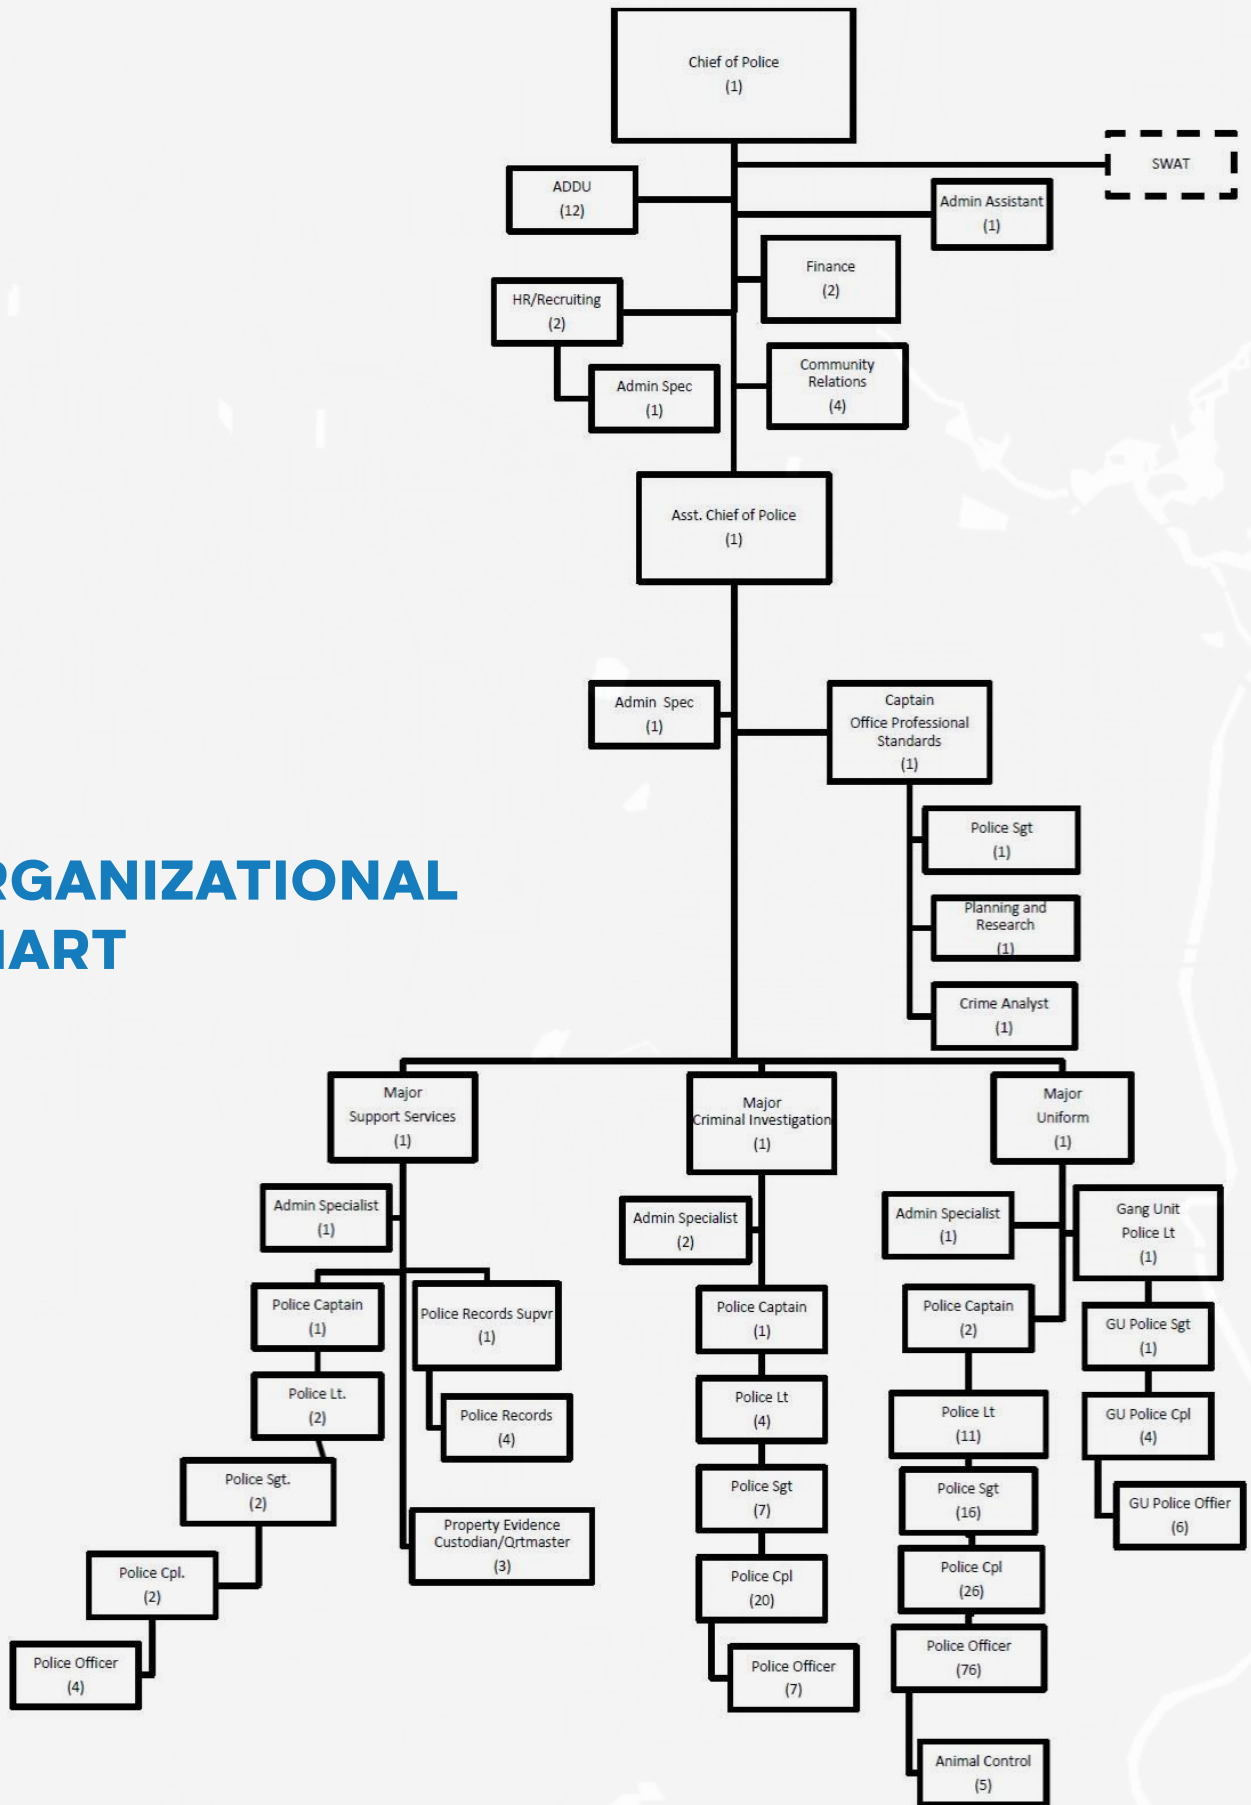 Chief of Police
(1)
SWAT
ADDU
(12)
Admin Assistant
(1)
Finance
(2)
HR/Recruiting
(2)
Community
Relations
(4)
Admin Spec
(1)
Asst. Chief of Police
(1)
Admin Spec
(1)
Captain
Office Professional
Standards
(1)
Police Sgt
(1)
RGANIZATIONAL
HART
Planning and
Research
(1)
Crime Analyst
(1)
Major
Support Services
(1)
Major
Criminal Investigation
(1)
Major
Uniform
(1)
Admin Specialist
(1)
Admin Specialist
(2)
Admin Specialist
(1)
Gang Unit
Police Lt
(1)
Police Captain
(1)
Police Records Supvr
(1)
Police Captain
(1)
Police Captain
(2)
GU Police Sgt
(1)
Police Lt.
(2)
Police Records
(4)
Police Lt
(4)
Police Lt
(11)
GU Police Cpl
(4)
Police Sgt.
(2)
Police Sgt
(7)
Police Sgt
(16)
GU Police Offier
(6)
Property Evidence
Custodian/Qrtmaster
(3)
Police Cpl.
(2)
Police Cpl
(20)
Police Cpl
(26)
Police Officer
(4)
Police Officer
(7)
Police Officer
(76)
Animal Control
(5)